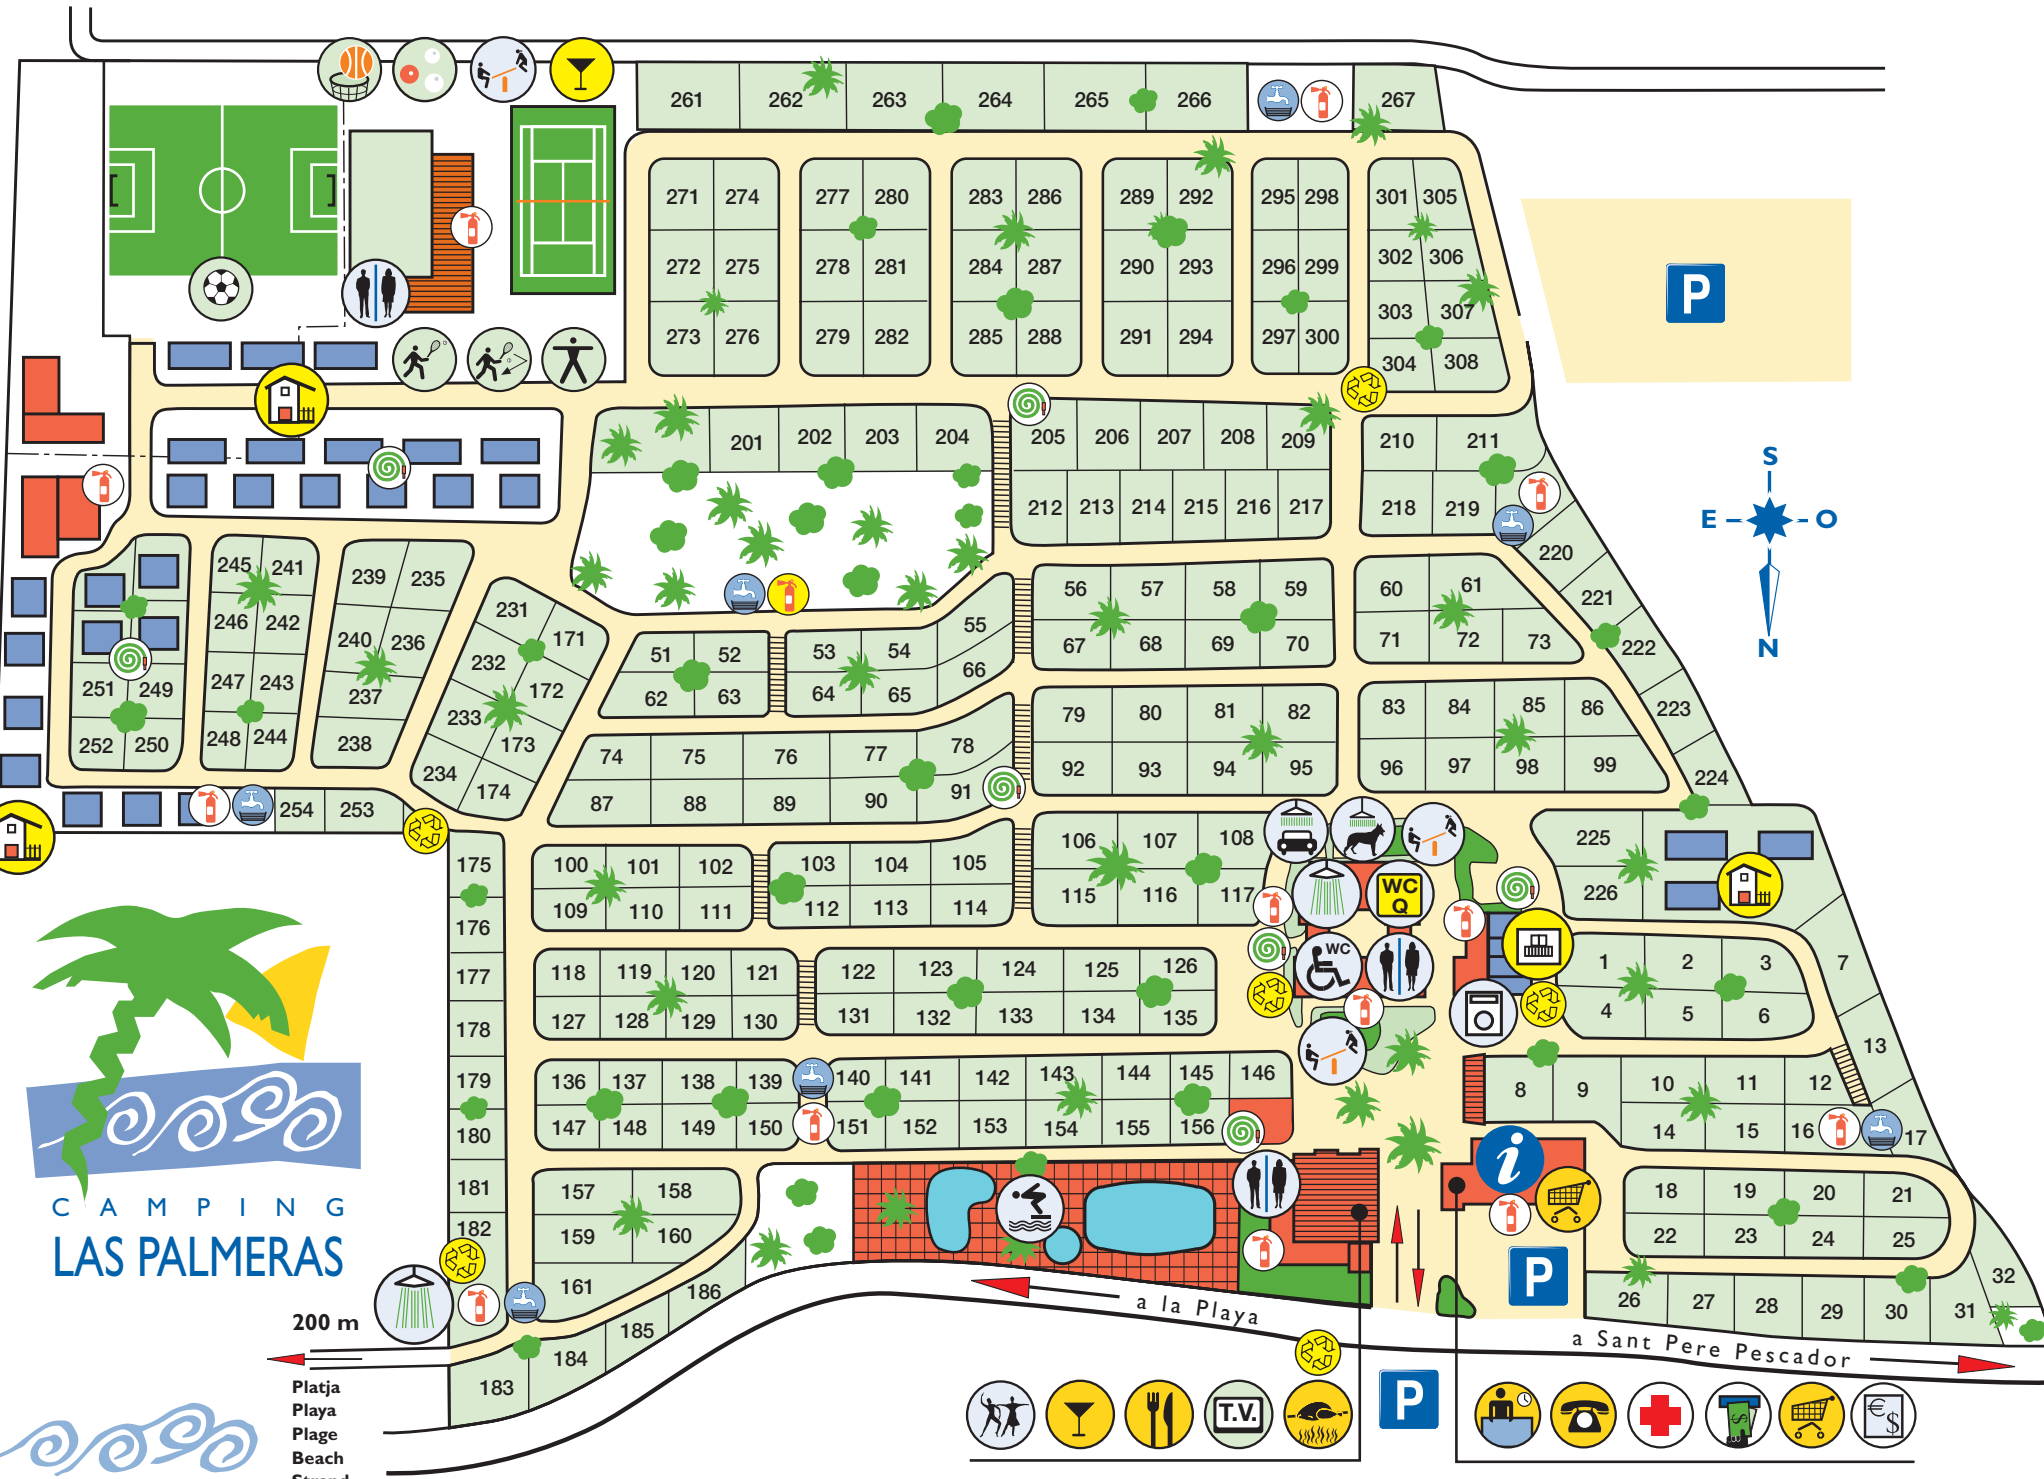 261 262 263 264 265 266 267
271 274 277 280 283 286 289 292 295 298 301 305
272 275 278 281 284 287 290 293 296 299 302 306
P
273 276 279 282 285 288 291 294 297 300 303 307
304 308
201 202 203 204 205 206 207 208 209 210 211
212 213 214 215 216 217 218 219
S
E O
N
220
221
222
223
224
245 241 239 235
246 242 240 236
247 243 237
251 249
252 250 248 244 238
231 171
232 172
233 173
234 174
254 253
51 52 53 54 55 56 57 58 59 60 61
62 63 64 65 66 67 68 69 70 71 72 73
74 75 76 77 78 79 80 81 82 83 84 85 86
87 88 89 90 91 92 93 94 95 96 97 98 99
100 101 102 103 104 105 106 107 108
109 110 111 112 113 114 115 116 117
225
226
WC
Q
WC
175
176
177
178
179
180
181
182
118 119 120 121 122 123 124 125 126
127 128 129 130 131 132 133 134 135
1 2 3 7
4 5 6
13
136 137 138 139 140 141 142 143 144 145 146
147 148 149 150 151 152 153 154 155 156
8 9 10 11 12
14 15 16 17
157 158
159 160
161
186
185
184
183
i
18 19 20 21
22 23 24 25
P
26 27 28 29 30 31 32
CAMPING
LAS PALMERAS
200 m
Platja
Playa
Plage
Beach
a la Playa
a Sant Pere Pescador
T.V.
P
$
€
$